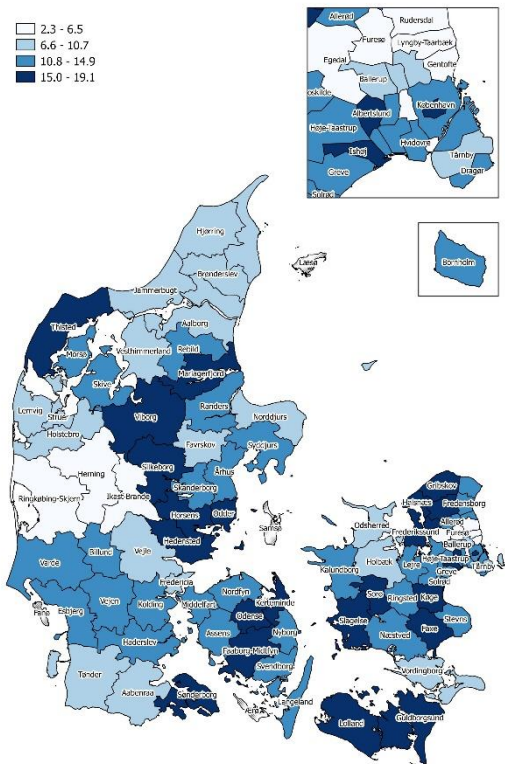 2.3 - 6.5
6.6 - 10.7
10.8 - 14.9
15.0 - 19.1
Allerød
Rudersdal
Furesø
Lyngby-Taarbæk
Egedal
Gentofte
Ballerup
oskilde
København
Albertslund
Høje-Taastrup
Hvidovre
Ishøj
Tårnby
Greve
Dragør
Solrød
Bornholm
Hjørring
Læsø
Brønderslev
Jammerbugt
Thisted
Aalborg
Vesthimmerland
Rebild
Morsø
Mariagerfjord
Skive
Lemvig
Struer
Viborg
Randers
Norddjurs
Holstebro
Favrskov
Syddjurs
Herning
Silkeborg
Århus
Ringkøbing-Skjern
Ikast-Brande
Skanderborg
Horsens
Odder
Samsø
Hedensted
Gribskov
Helsnæs
Fredensborg
Odsherred
Frederikssund
Allerød
Furesø
Ballerup
Kalundborg
Holbæk
Lejre
Høje-Taastrup
Greve
Tårnby
Solrød
Varde
Billund
Vejle
Fredericia
Fanø
Esbjerg
Vejen
Kolding
Middelfart
Nordfyn
Kerteminde
Odense
Assens
Nyborg
Faaborg-Midtfyn
Svendborg
Haderslev
Tønder
Aabenraa
Sønderborg
Ærø
Langeland
Sorø
Ringsted
Køge
Slagelse
Næstved
Faxe
Stevns
Vordingborg
Lolland
Guldborgsund